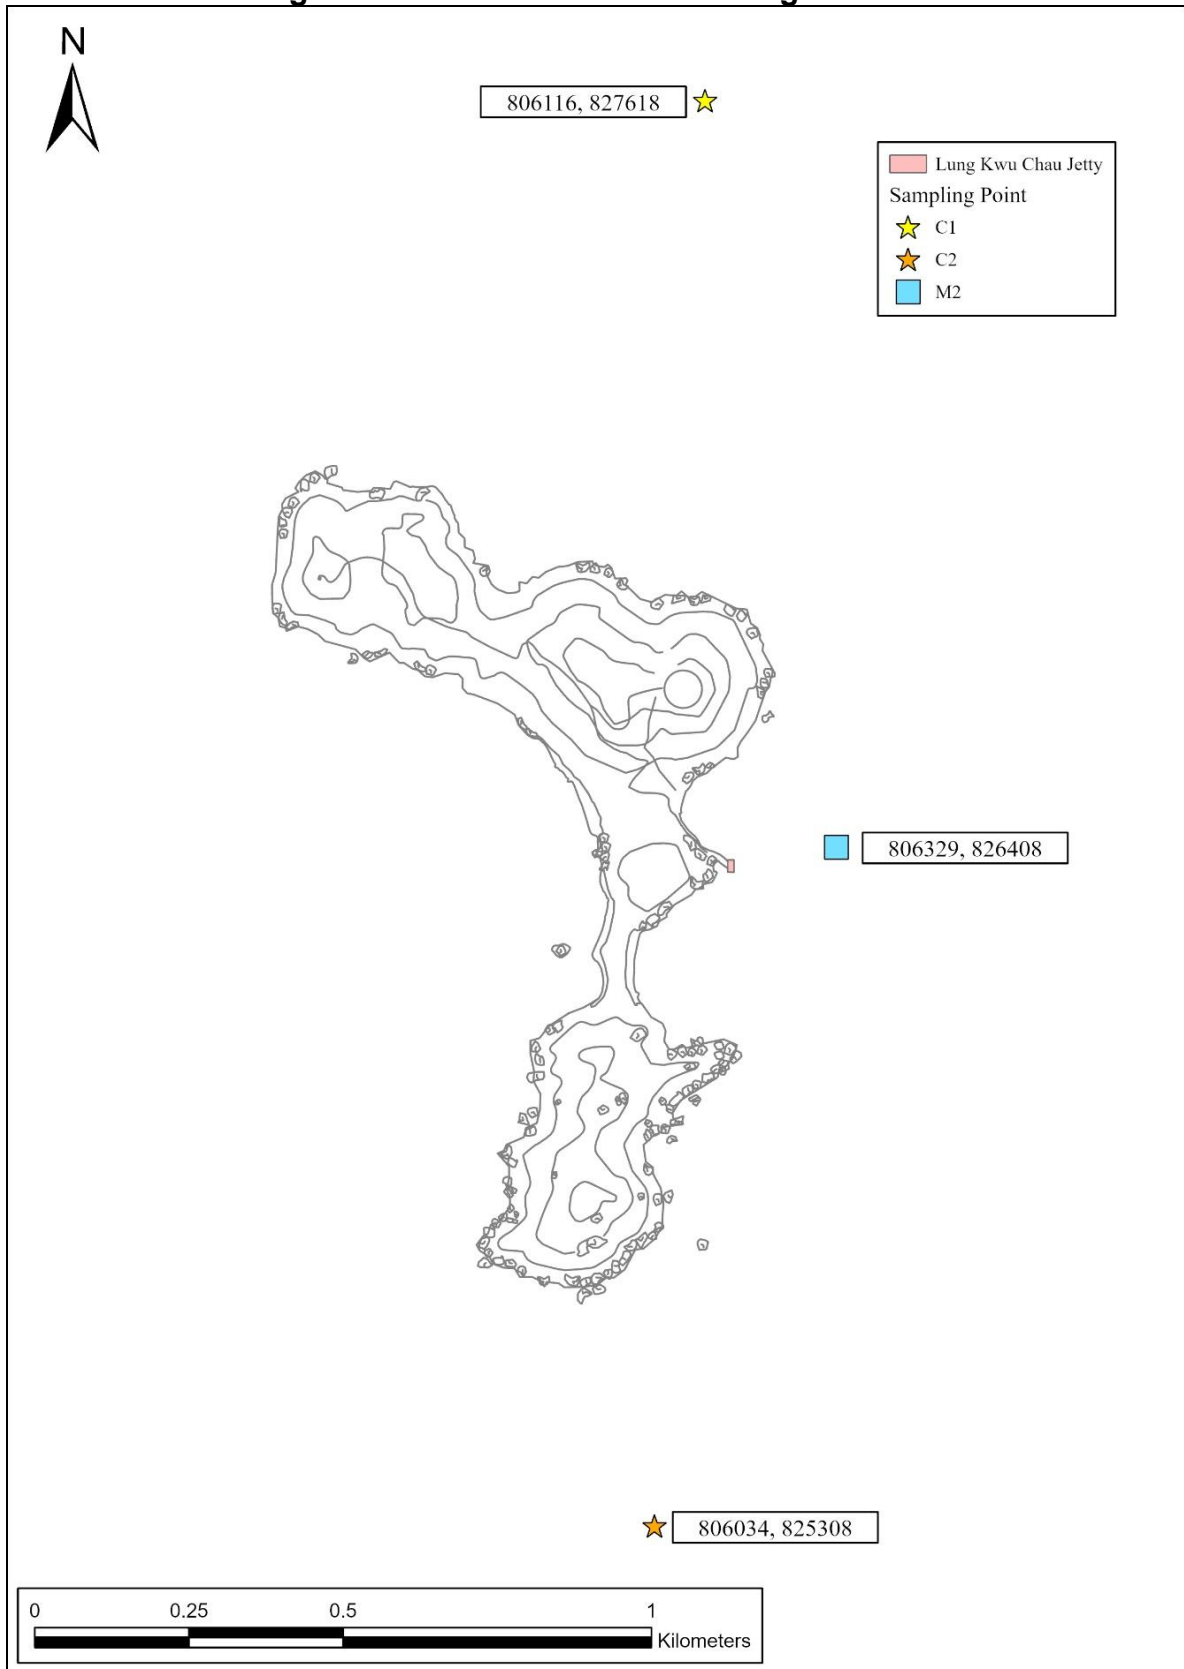 N
806116, 827618
Lung Kwu Chau Jetty
Sampling Point
C1
C2
M2
806329, 826408
806034, 825308
0 0.25 0.5 1
Kilometers